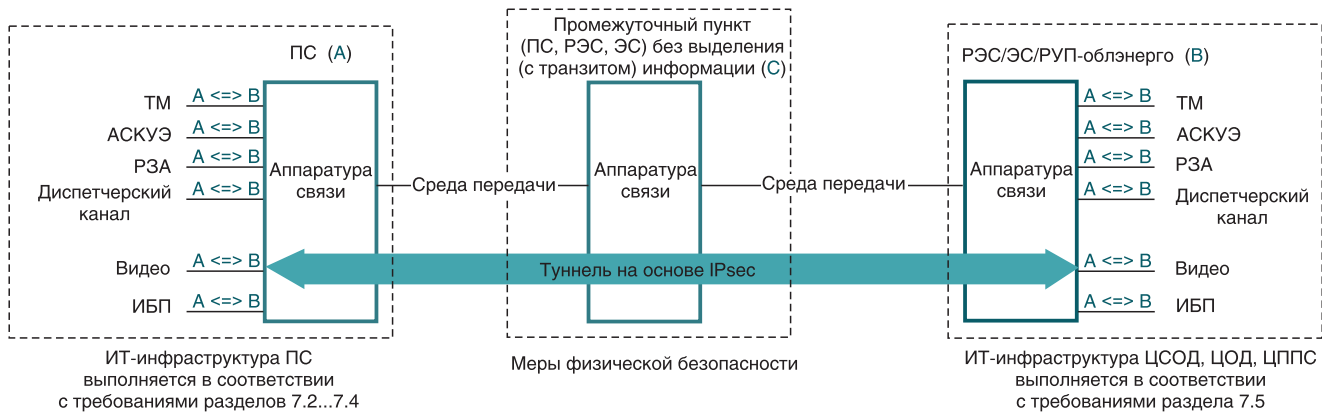 ПС (А)
ТМ
A <=> B
АСКУЭ
A <=> B
РЗА
A <=> B
Диспетчерский
канал
A <=> B
Видео
A <=> B
ИБП
A <=> B
Аппаратура
связи
ИТ-инфраструктура ПС
выполняется в соответствии
с требованиями разделов 7.2...7.4
Среда передачи
Промежуточный пункт
(ПС, РЭС, ЭС) без выделения
(с транзитом) информации (С)
Аппаратура
связи
Туннель на основе IPsec
Меры физической безопасности
Среда передачи
РЭС/ЭС/РУП-облэнерго (В)
Аппаратура
связи
A <=> B
ТМ
A <=> B
АСКУЭ
A <=> B
РЗА
A <=> B
Диспетчерский
канал
A <=> B
Видео
A <=> B
ИБП
ИТ-инфраструктура ЦСОД, ЦОД, ЦППС
выполняется в соответствии
с требованиями раздела 7.5